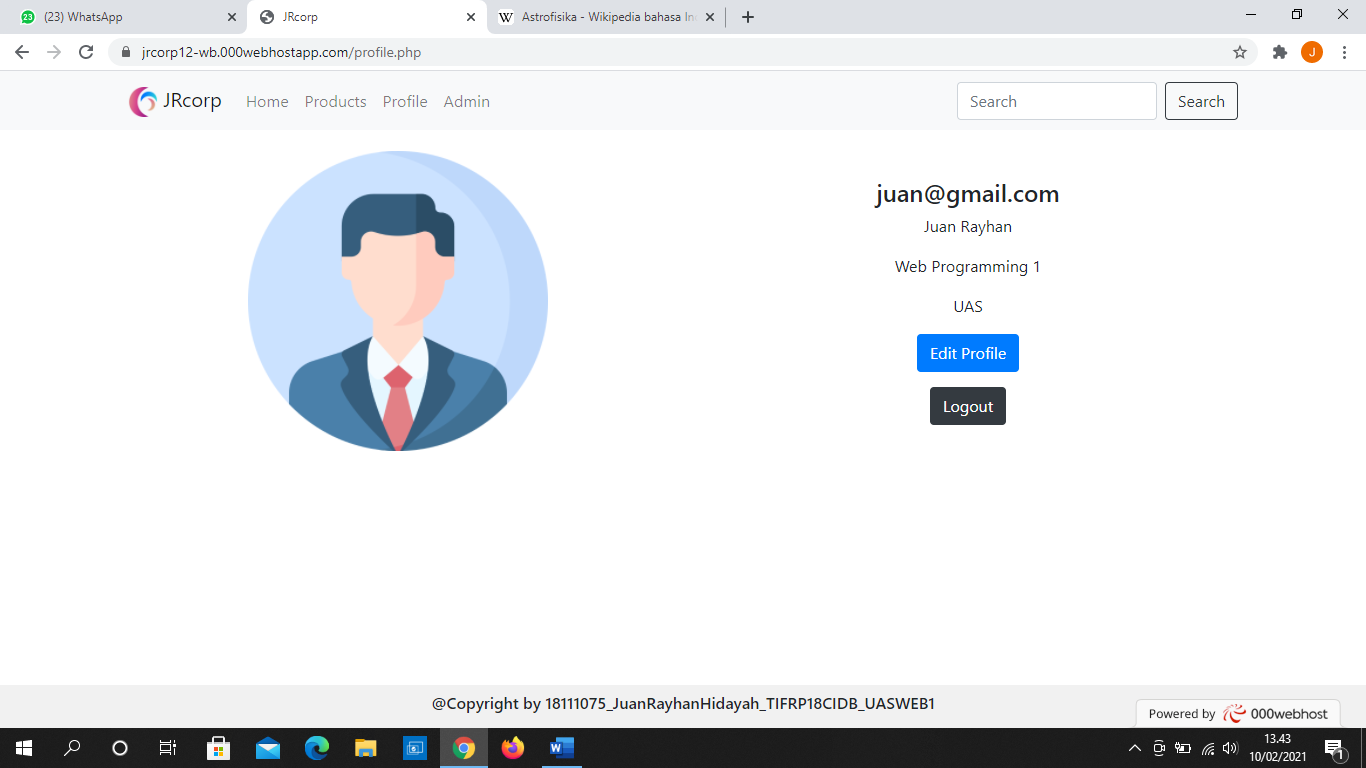 (23) WhatsApp
JRcorp
Astrofisika - Wikipedia bahasa In
jrcorp12-wb.000webhostapp.com/profile.php
J
JRcorp
Home
Products
Profile
Admin
Search
Search
juan@gmail.com
Juan Rayhan
Web Programming 1
UAS
Edit Profile
Logout
@Copyright by 18111075_JuanRayhanHidayah_TIFRP18CIDB_UASWEB1
Powered by 000webhost
13.43
10/02/2021
1